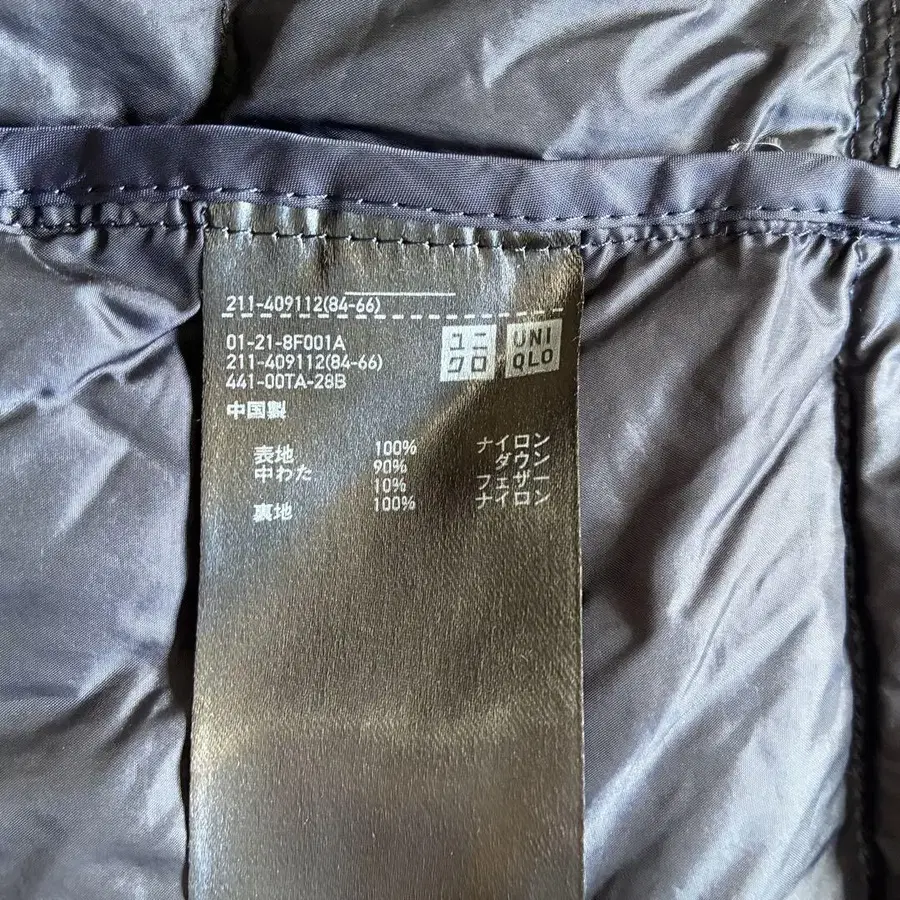 211-409112(84-66)
01-21-8F001A
211-409112(84-66)
441-00TA-28B
中国製
ユニ
クロ
UNI
QLO
表地 100% ナイロン
中わた 90% ダウン
10% フェザー
裏地 100% ナイロン